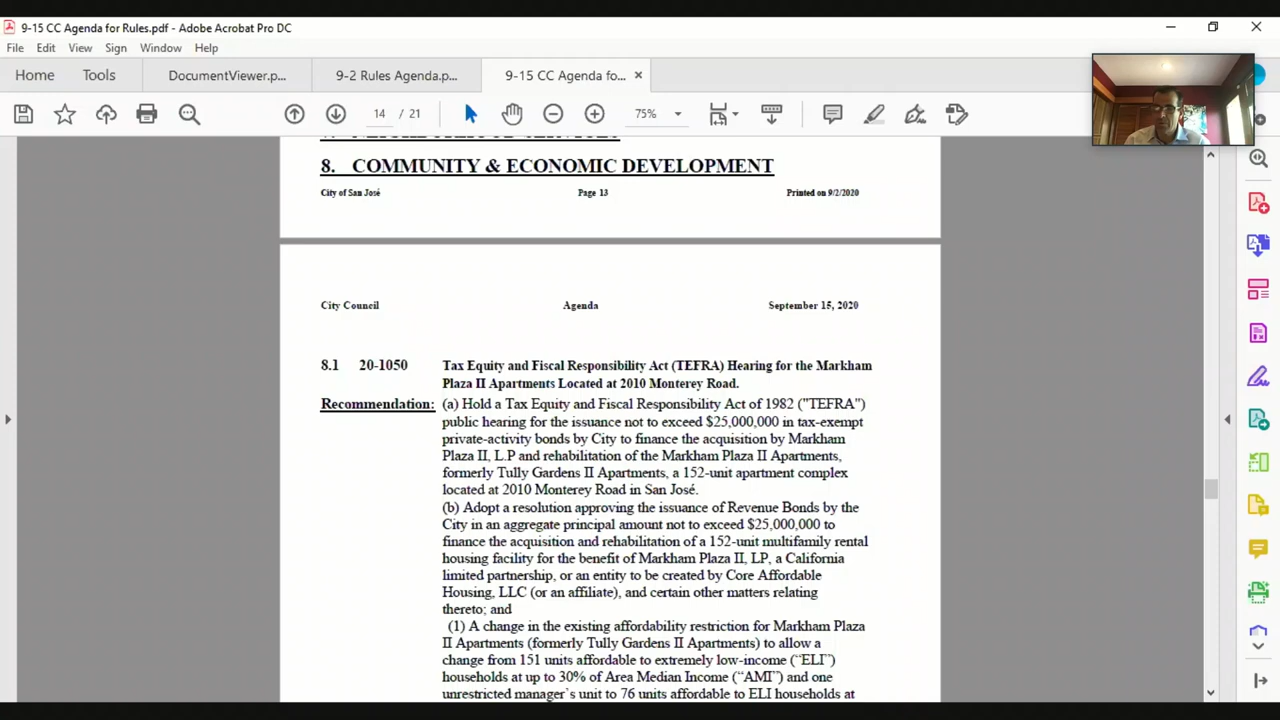 9-15 CC Agenda for Rules.pdf - Adobe Acrobat Pro DC
File Edit View Sign Window Help
Home Tools DocumentViewer.p... 9-2 Rules Agenda.p... 9-15 CC Agenda fo... ×
14 / 21 75%
8. COMMUNITY & ECONOMIC DEVELOPMENT
City of San José Page 13 Printed on 9/2/2020
City Council Agenda September 15, 2020
8.1 20-1050 Tax Equity and Fiscal Responsibility Act (TEFRA) Hearing for the Markham
Plaza II Apartments Located at 2010 Monterey Road.
Recommendation: (a) Hold a Tax Equity and Fiscal Responsibility Act of 1982 ("TEFRA")
public hearing for the issuance not to exceed $25,000,000 in tax-exempt
private-activity bonds by City to finance the acquisition by Markham
Plaza II, L.P and rehabilitation of the Markham Plaza II Apartments,
formerly Tully Gardens II Apartments, a 152-unit apartment complex
located at 2010 Monterey Road in San José.
(b) Adopt a resolution approving the issuance of Revenue Bonds by the
City in an aggregate principal amount not to exceed $25,000,000 to
finance the acquisition and rehabilitation of a 152-unit multifamily rental
housing facility for the benefit of Markham Plaza II, LP, a California
limited partnership, or an entity to be created by Core Affordable
Housing, LLC (or an affiliate), and certain other matters relating
thereto; and
(1) A change in the existing affordability restriction for Markham Plaza
II Apartments (formerly Tully Gardens II Apartments) to allow a
change from 151 units affordable to extremely low-income (“ELI”)
households at up to 30% of Area Median Income (“AMI”) and one
unrestricted manager`s unit to 76 units affordable to ELI households at